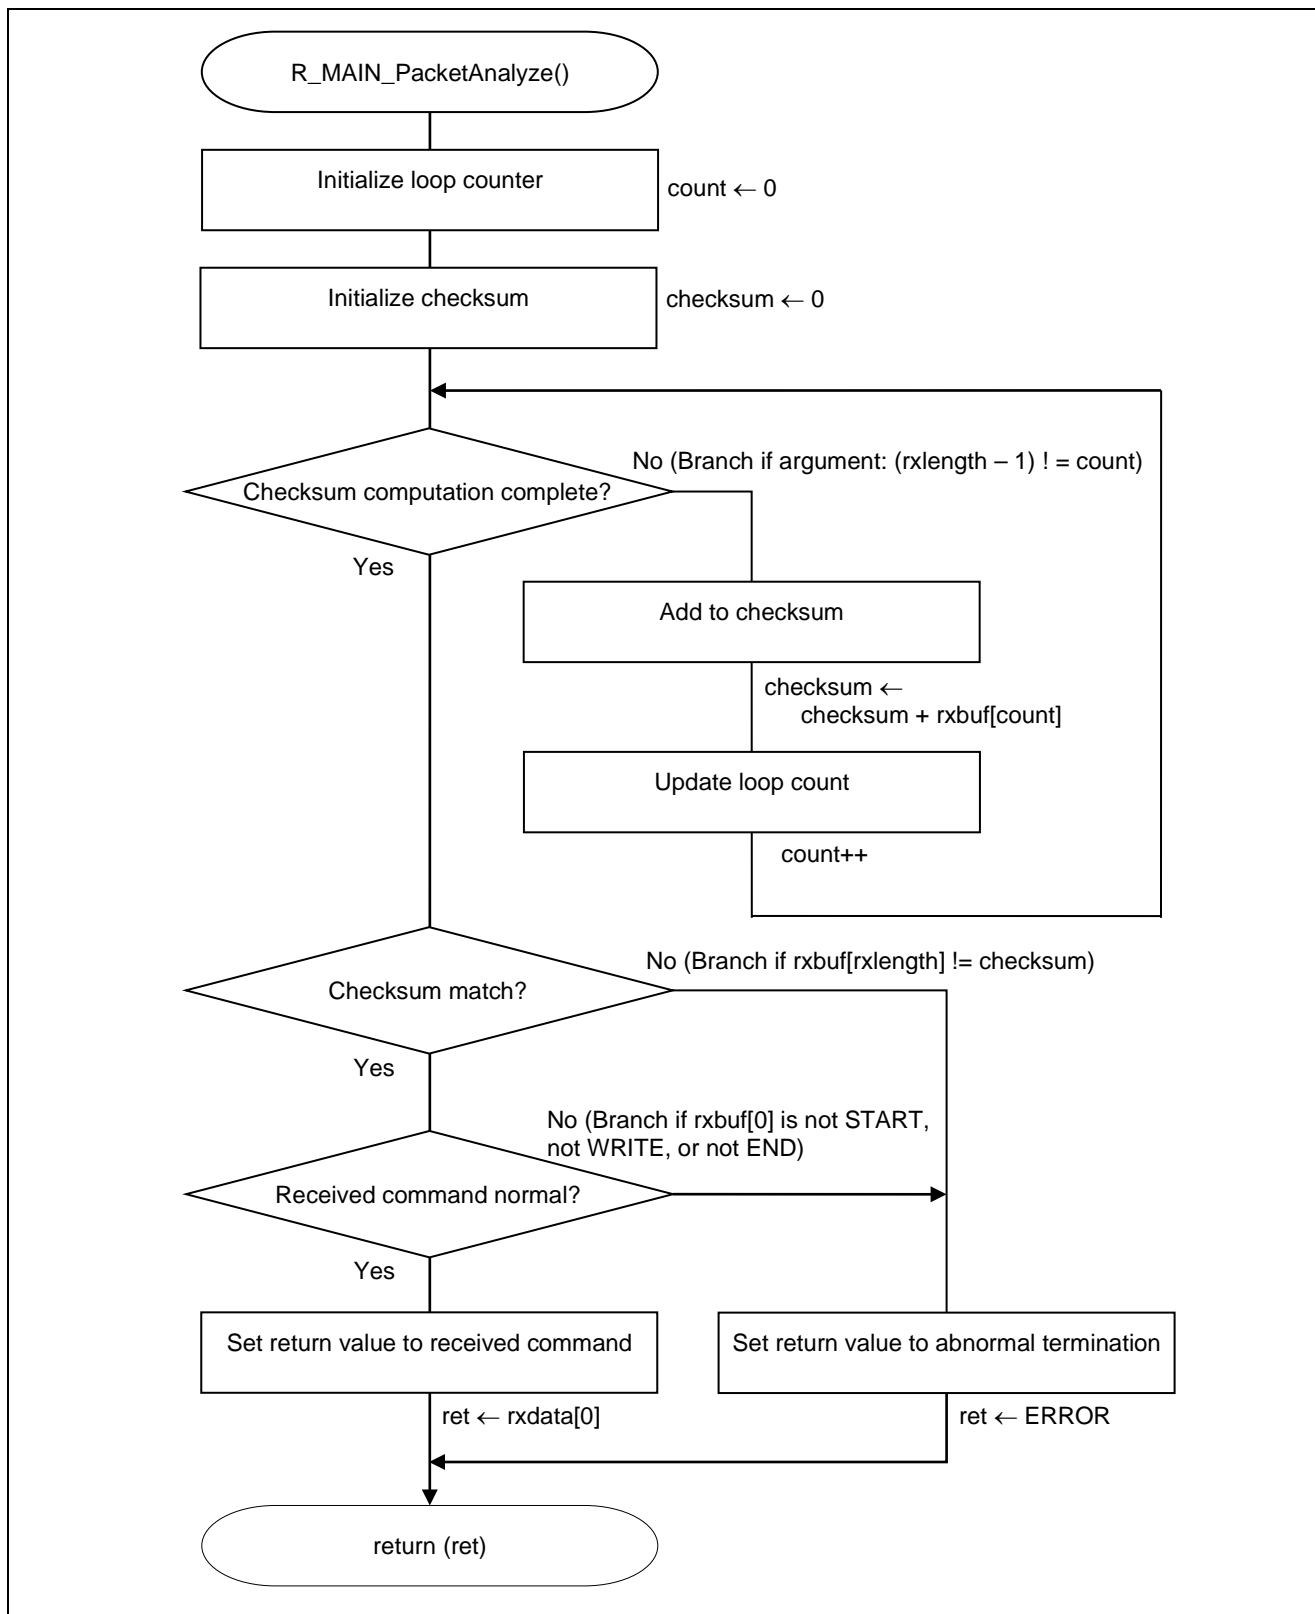 R_MAIN_PacketAnalyze()
Initialize loop counter
count ← 0
Initialize checksum
checksum ← 0
No (Branch if argument: (rxlength – 1) ! = count)
Checksum computation complete?
Yes
Add to checksum
checksum ←
checksum + rxbuf[count]
Update loop count
count++
No (Branch if rxbuf[rxlength] != checksum)
Checksum match?
Yes
No (Branch if rxbuf[0] is not START,
not WRITE, or not END)
Received command normal?
Yes
Set return value to received command
Set return value to abnormal termination
ret ← rxdata[0]
ret ← ERROR
return (ret)